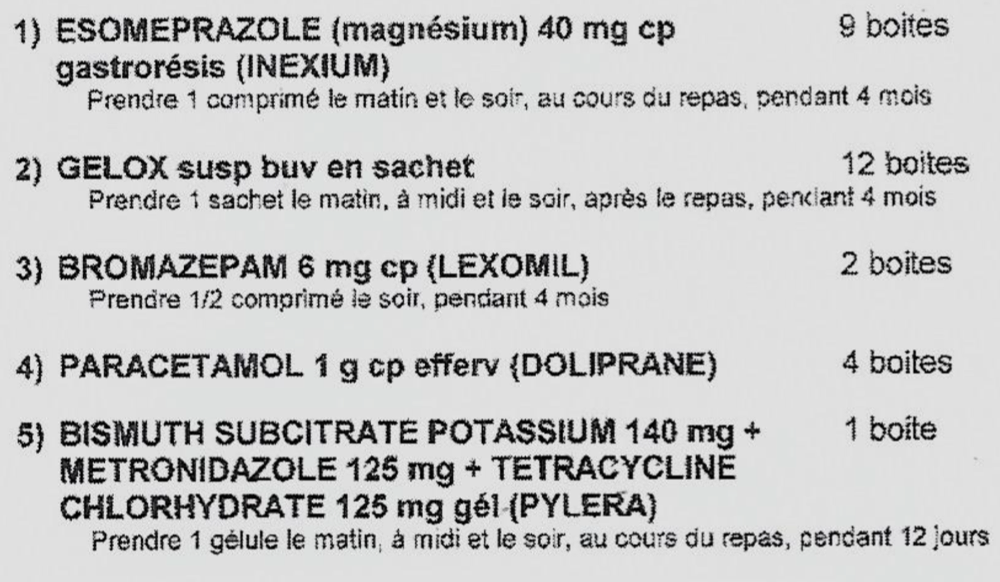 1) ESOMEPRAZOLE (magnésium) 40 mg cp 9 boites
gastrorésis (INEXIUM)
Prendre 1 comprimé le matin et le soir, au cours du repas, pendant 4 mois
2) GELOX susp buv en sachet 12 boites
Prendre 1 sachet le matin, à midi et le soir, après le repas, pendant 4 mois
3) BROMAZEPAM 6 mg cp (LEXOMIL) 2 boites
Prendre 1/2 comprimé le soir, pendant 4 mois
4) PARACETAMOL 1 g cp efferv (DOLIPRANE) 4 boites
5) BISMUTH SUBCITRATE POTASSIUM 140 mg + 1 boite
METRONIDAZOLE 125 mg + TETRACYCLINE
CHLORHYDRATE 125 mg gél (PYLERA)
Prendre 1 gélule le matin, à midi et le soir, au cours du repas, pendant 12 jours